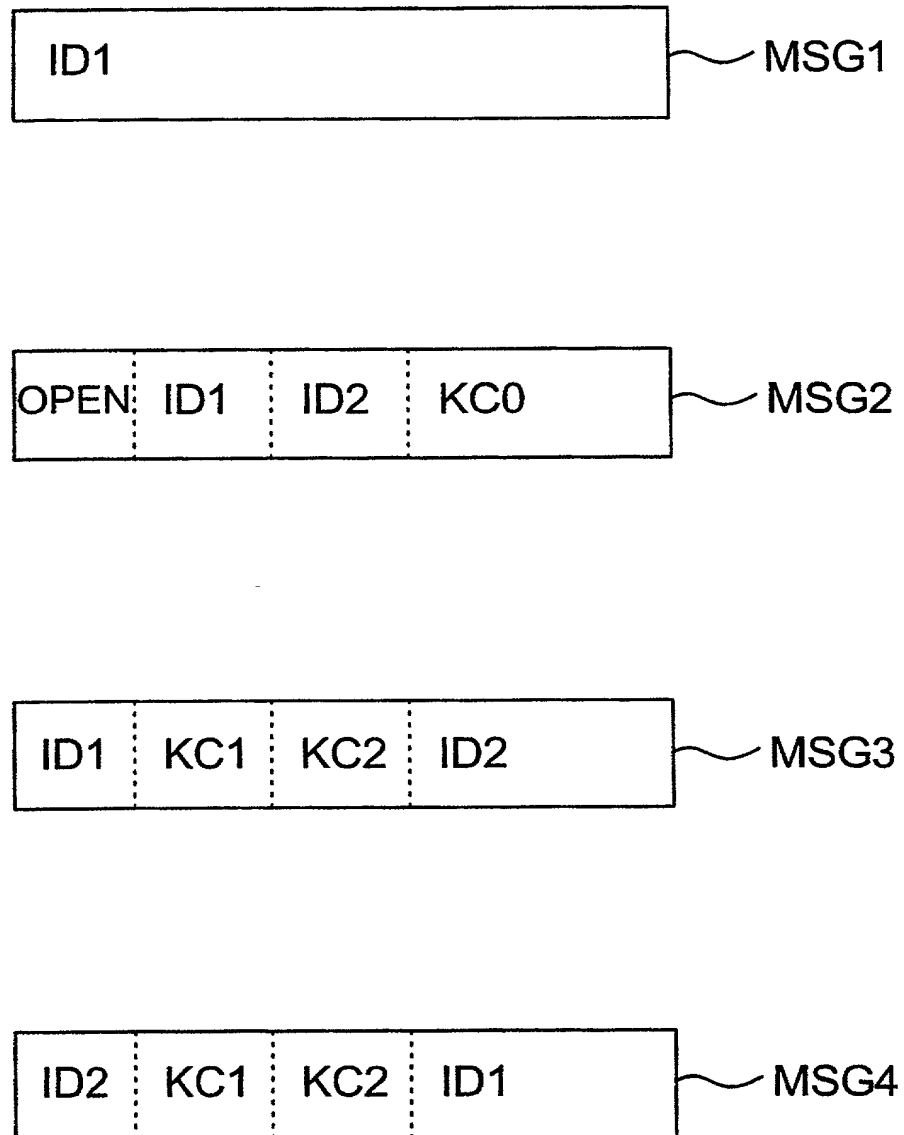 ID1 MSG1
OPEN ID1 ID2 KC0 MSG2
ID1 KC1 KC2 ID2 MSG3
ID2 KC1 KC2 ID1 MSG4